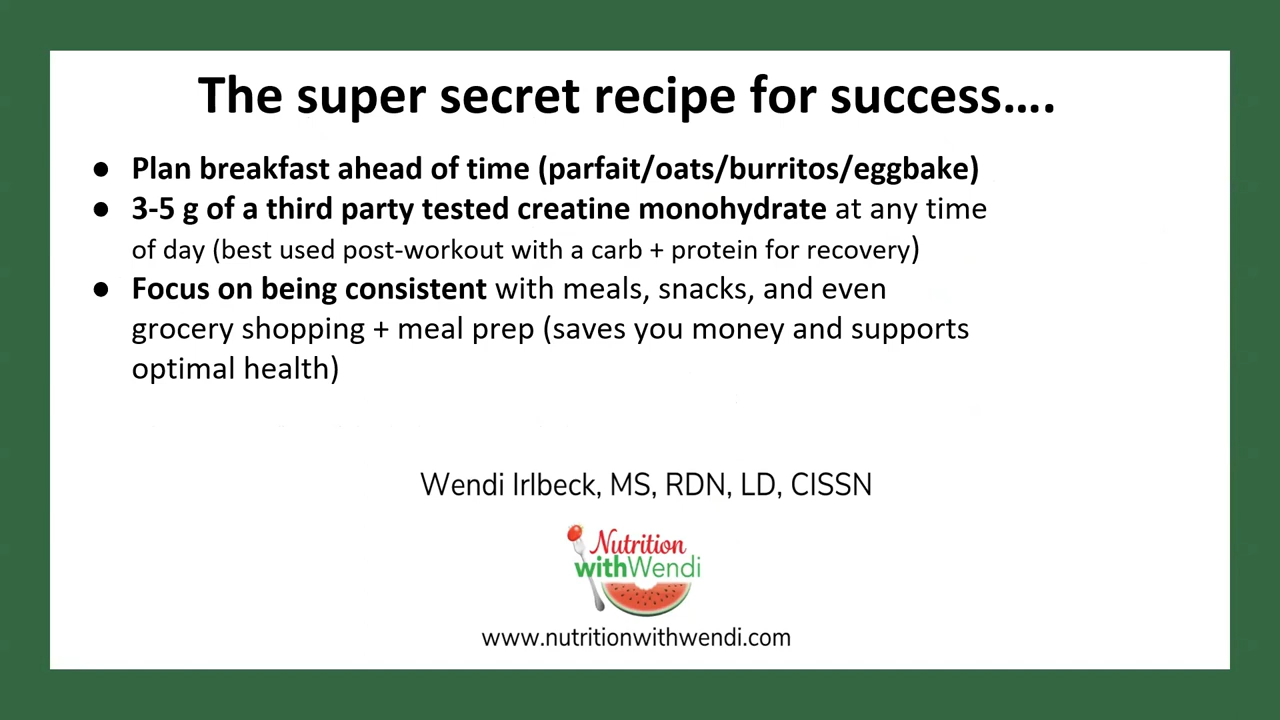 The super secret recipe for success....
● Plan breakfast ahead of time (parfait/oats/burritos/eggbake)
● 3-5 g of a third party tested creatine monohydrate at any time
of day (best used post-workout with a carb + protein for recovery)
● Focus on being consistent with meals, snacks, and even
grocery shopping + meal prep (saves you money and supports
optimal health)
Wendi Irlbeck, MS, RDN, LD, CISSN
Nutrition
withWendi
www.nutritionwithwendi.com